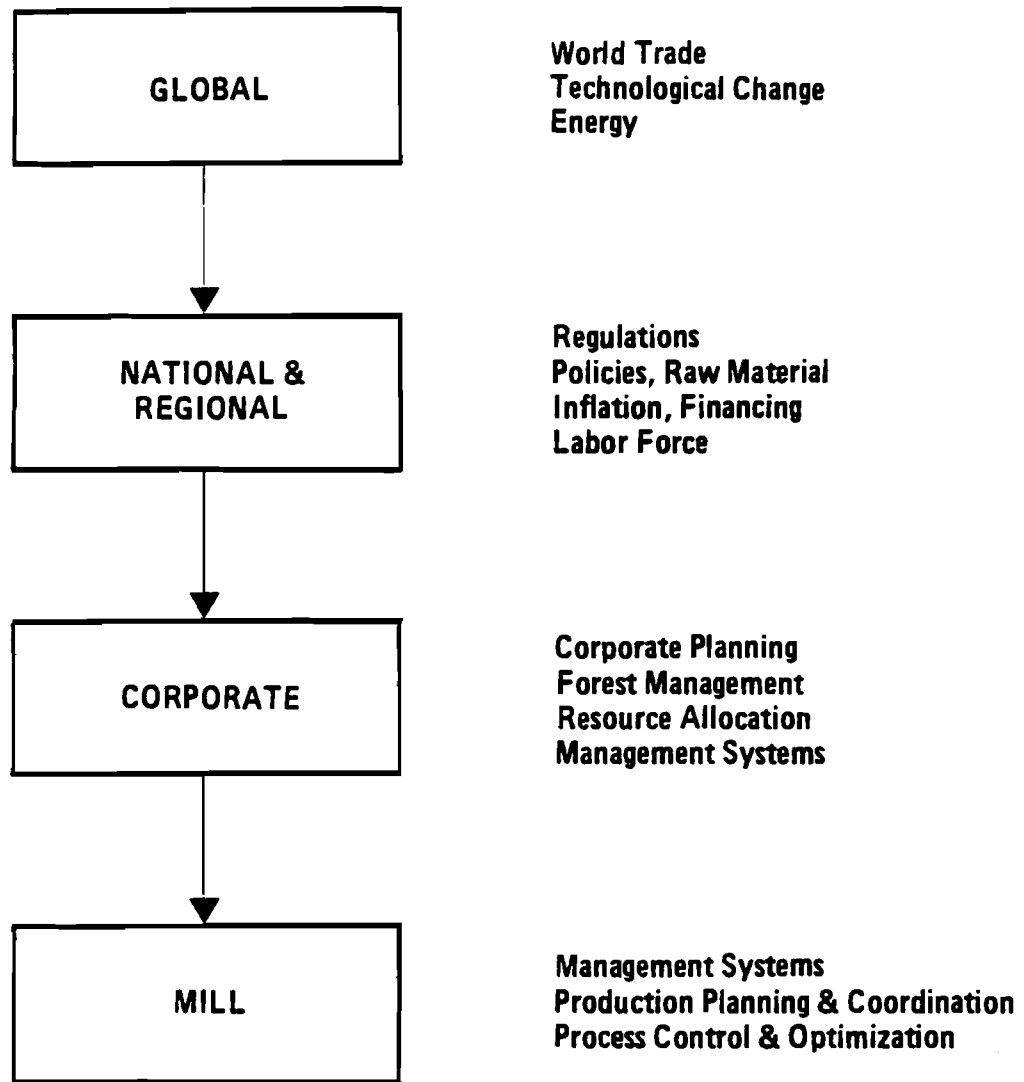 GLOBAL
World Trade
Technological Change
Energy
NATIONAL &
REGIONAL
Regulations
Policies, Raw Material
Inflation, Financing
Labor Force
CORPORATE
Corporate Planning
Forest Management
Resource Allocation
Management Systems
MILL
Management Systems
Production Planning & Coordination
Process Control & Optimization